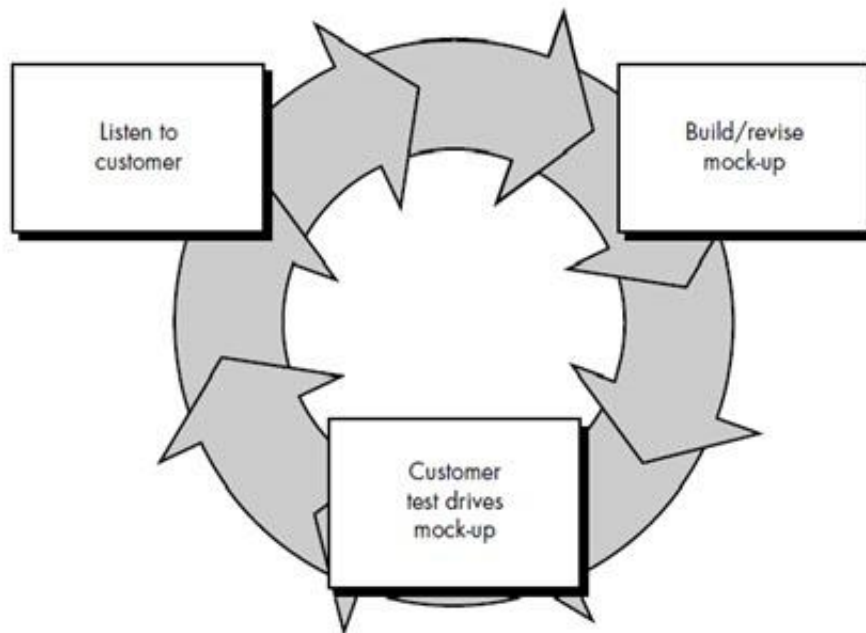 Listen to
customer
Build/revise
mock-up
Customer
test drives
mock-up